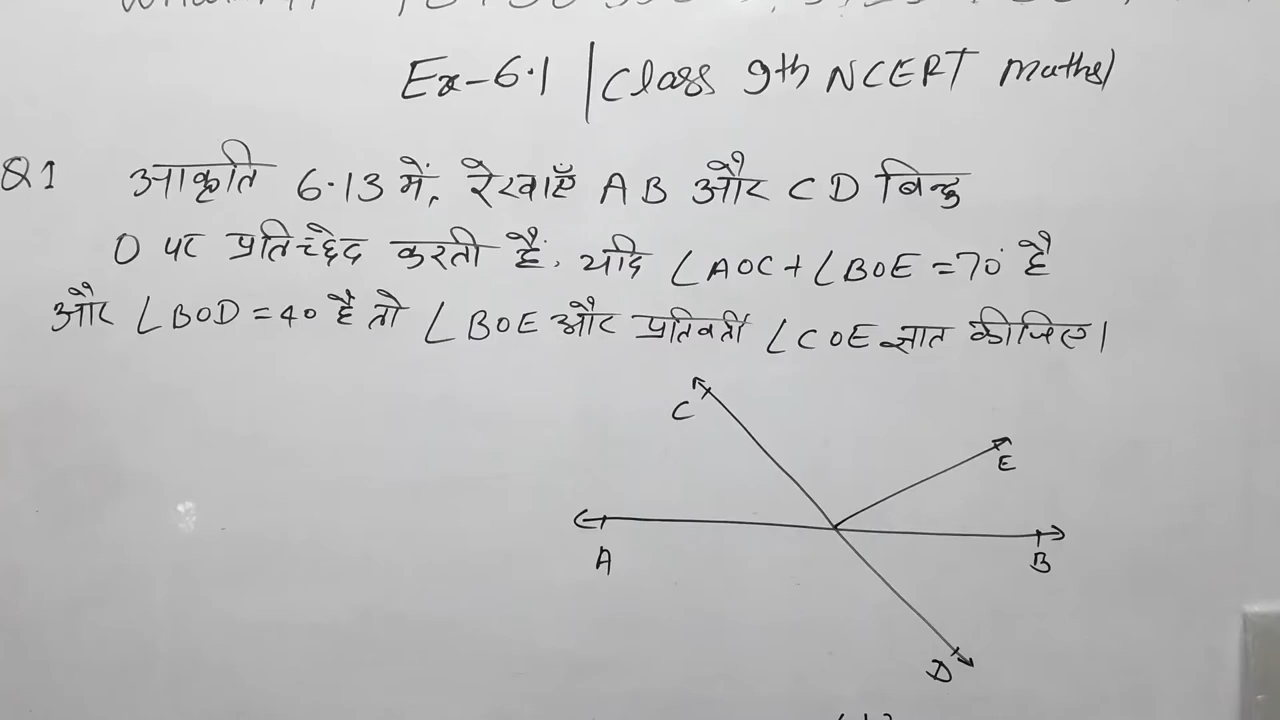 Ex-6.1 | Class 9th NCERT Maths)
Q1 आकृति 6.13 में, रेखाएँ AB और CD बिन्दु
O पर प्रतिच्छेद करती हैं. यदि ∠AOC + ∠BOE = 70° है
और ∠BOD = 40 है तो ∠BOE और प्रतिवर्ती ∠COE ज्ञात कीजिए।
C
E
A
B
D